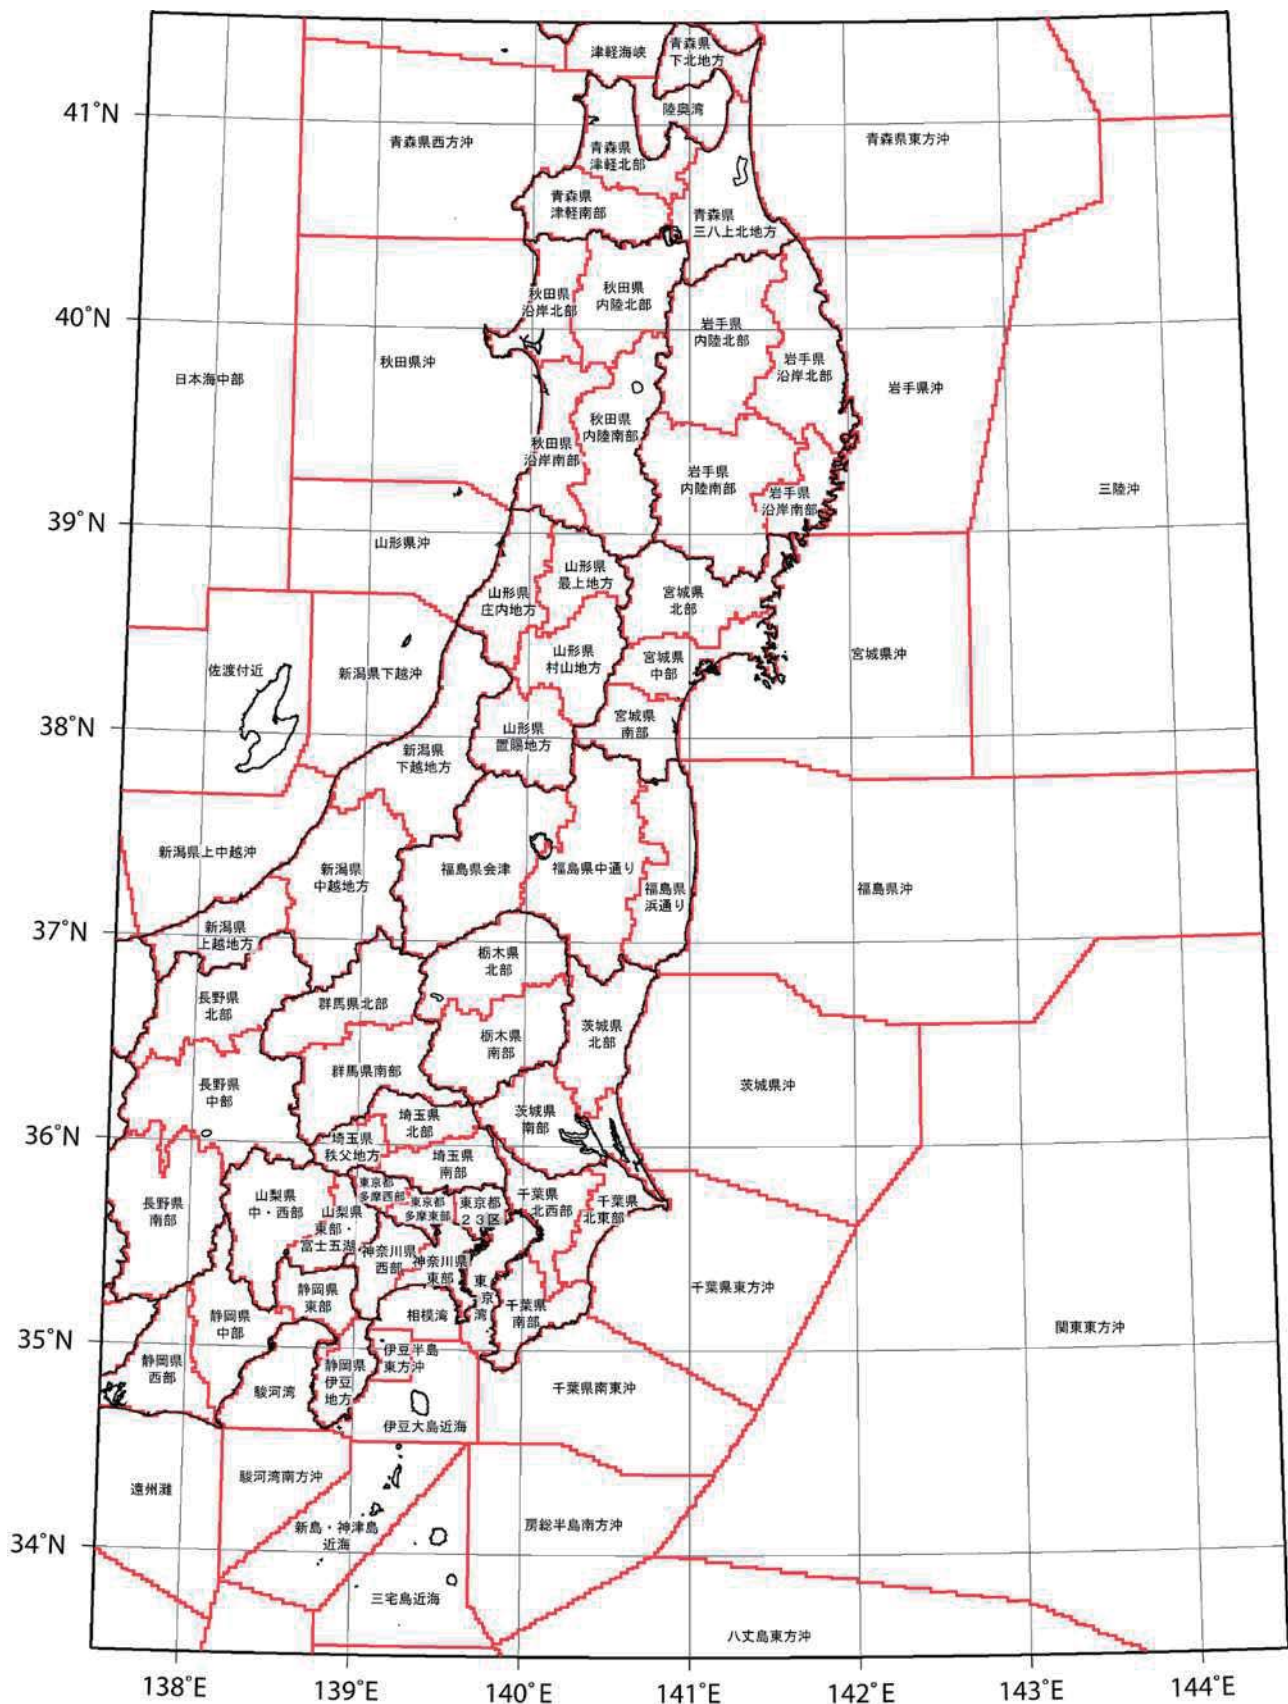 津軽海峡
青森県
下北地方
41°N
陸奥湾
青森県西方沖
青森県東方沖
青森県
津軽北部
青森県
津軽南部
青森県
三八上北地方
秋田県
沿岸北部
秋田県
内陸北部
40°N
岩手県
内陸北部
日本海中部
秋田県沖
岩手県
沿岸北部
岩手県沖
秋田県
沿岸南部
秋田県
内陸南部
岩手県
内陸南部
岩手県
沿岸南部
三陸沖
39°N
山形県沖
山形県
庄内地方
山形県
最上地方
宮城県
北部
佐渡付近
新潟県下越沖
山形県
村山地方
宮城県
中部
宮城県沖
38°N
新潟県
下越地方
山形県
置賜地方
宮城県
南部
新潟県上中越沖
新潟県
中越地方
福島県会津
福島県中通り
福島県
浜通り
福島県沖
37°N
新潟県
上越地方
栃木県
北部
長野県
北部
群馬県北部
栃木県
南部
茨城県
北部
長野県
中部
群馬県南部
茨城県沖
36°N
埼玉県
北部
茨城県
南部
埼玉県
秩父地方
埼玉県
南部
長野県
南部
山梨県
中・西部
東京都
多摩西部
東京都
多摩東部
東京都
23区
千葉県
北西部
千葉県
北東部
山梨県
東部・
富士五湖
神奈川県
西部
神奈川県
東部
東
京
湾
千葉県東方沖
静岡県
中部
静岡県
東部
相模湾
千葉県
南部
関東東方沖
35°N
静岡県
西部
駿河湾
静岡県
伊豆
地方
伊豆半島
東方沖
千葉県南東沖
伊豆大島近海
遠州灘
駿河湾南方沖
新島・神津島
近海
房総半島南方沖
34°N
三宅島近海
八丈島東方沖
138°E
139°E
140°E
141°E
142°E
143°E
144°E